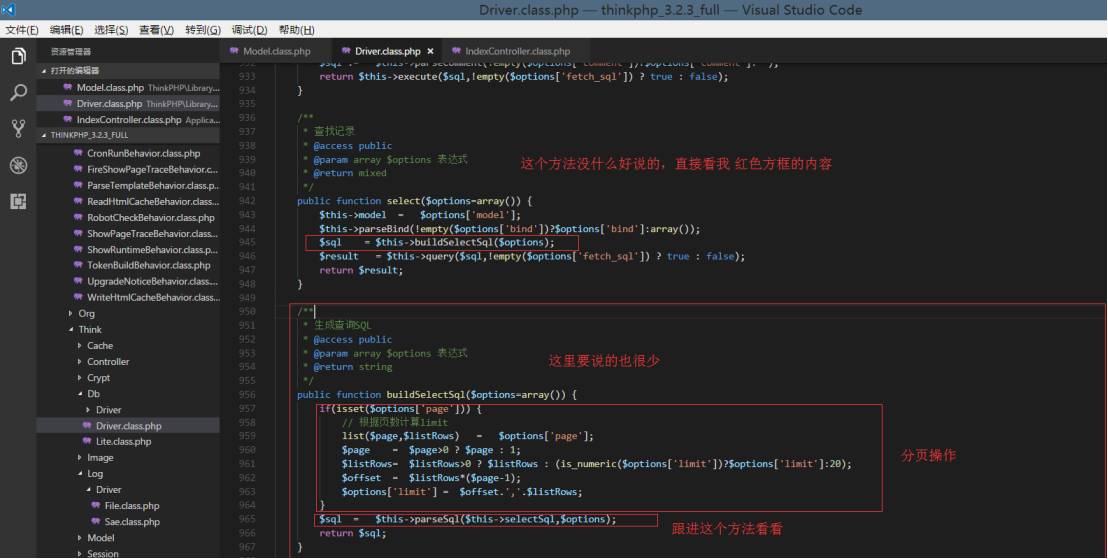 Driver.class.php — thinkphp_3.2.3_full — Visual Studio Code
文件(F) 编辑(E) 选择(S) 查看(V) 转到(G) 调试(D) 帮助(H)
资源管理器
打开的编辑器
Model.class.php ThinkPHP\Library...
Driver.class.php ThinkPHP\Library...
IndexController.class.php Applica...
THINKPHP_3.2.3_FULL
CronRunBehavior.class.php
FireShowPageTraceBehavior.c...
ParseTemplateBehavior.class.p...
ReadHtmlCacheBehavior.class...
RobotCheckBehavior.class.php
ShowPageTraceBehavior.class...
ShowRuntimeBehavior.class.p...
TokenBuildBehavior.class.php
UpgradeNoticeBehavior.class....
WriteHtmlCacheBehavior.class...
Org
Think
Cache
Controller
Crypt
Db
Driver
Driver.class.php
Lite.class.php
Image
Log
Driver
File.class.php
Sae.class.php
Model
Session
Model.class.php Driver.class.php × IndexController.class.php
933 return $this->execute($sql,!empty($options['fetch_sql']) ? true : false);
934 }
935
936 /**
937 * 查找记录
938 * @access public
939 * @param array $options 表达式
940 * @return mixed
941 */
这个方法没什么好说的，直接看我 红色方框的内容
942 public function select($options=array()) {
943 $this->model = $options['model'];
944 $this->parseBind(!empty($options['bind'])?$options['bind']:array());
945 $sql = $this->buildSelectSql($options);
946 $result = $this->query($sql,!empty($options['fetch_sql']) ? true : false);
947 return $result;
948 }
949
950 /**
951 * 生成查询SQL
952 * @access public
953 * @param array $options 表达式
954 * @return string
955 */
这里要说的也很少
956 public function buildSelectSql($options=array()) {
957 if(isset($options['page'])) {
958 // 根据页数计算limit
959 list($page,$listRows) = $options['page'];
960 $page = $page>0 ? $page : 1;
961 $listRows= $listRows>0 ? $listRows : (is_numeric($options['limit'])?$options['limit']:20);
962 $offset = $listRows*($page-1);
963 $options['limit'] = $offset.','.$listRows;
964 }
分页操作
965 $sql = $this->parseSql($this->selectSql,$options);
966 return $sql;
967 }
跟进这个方法看看